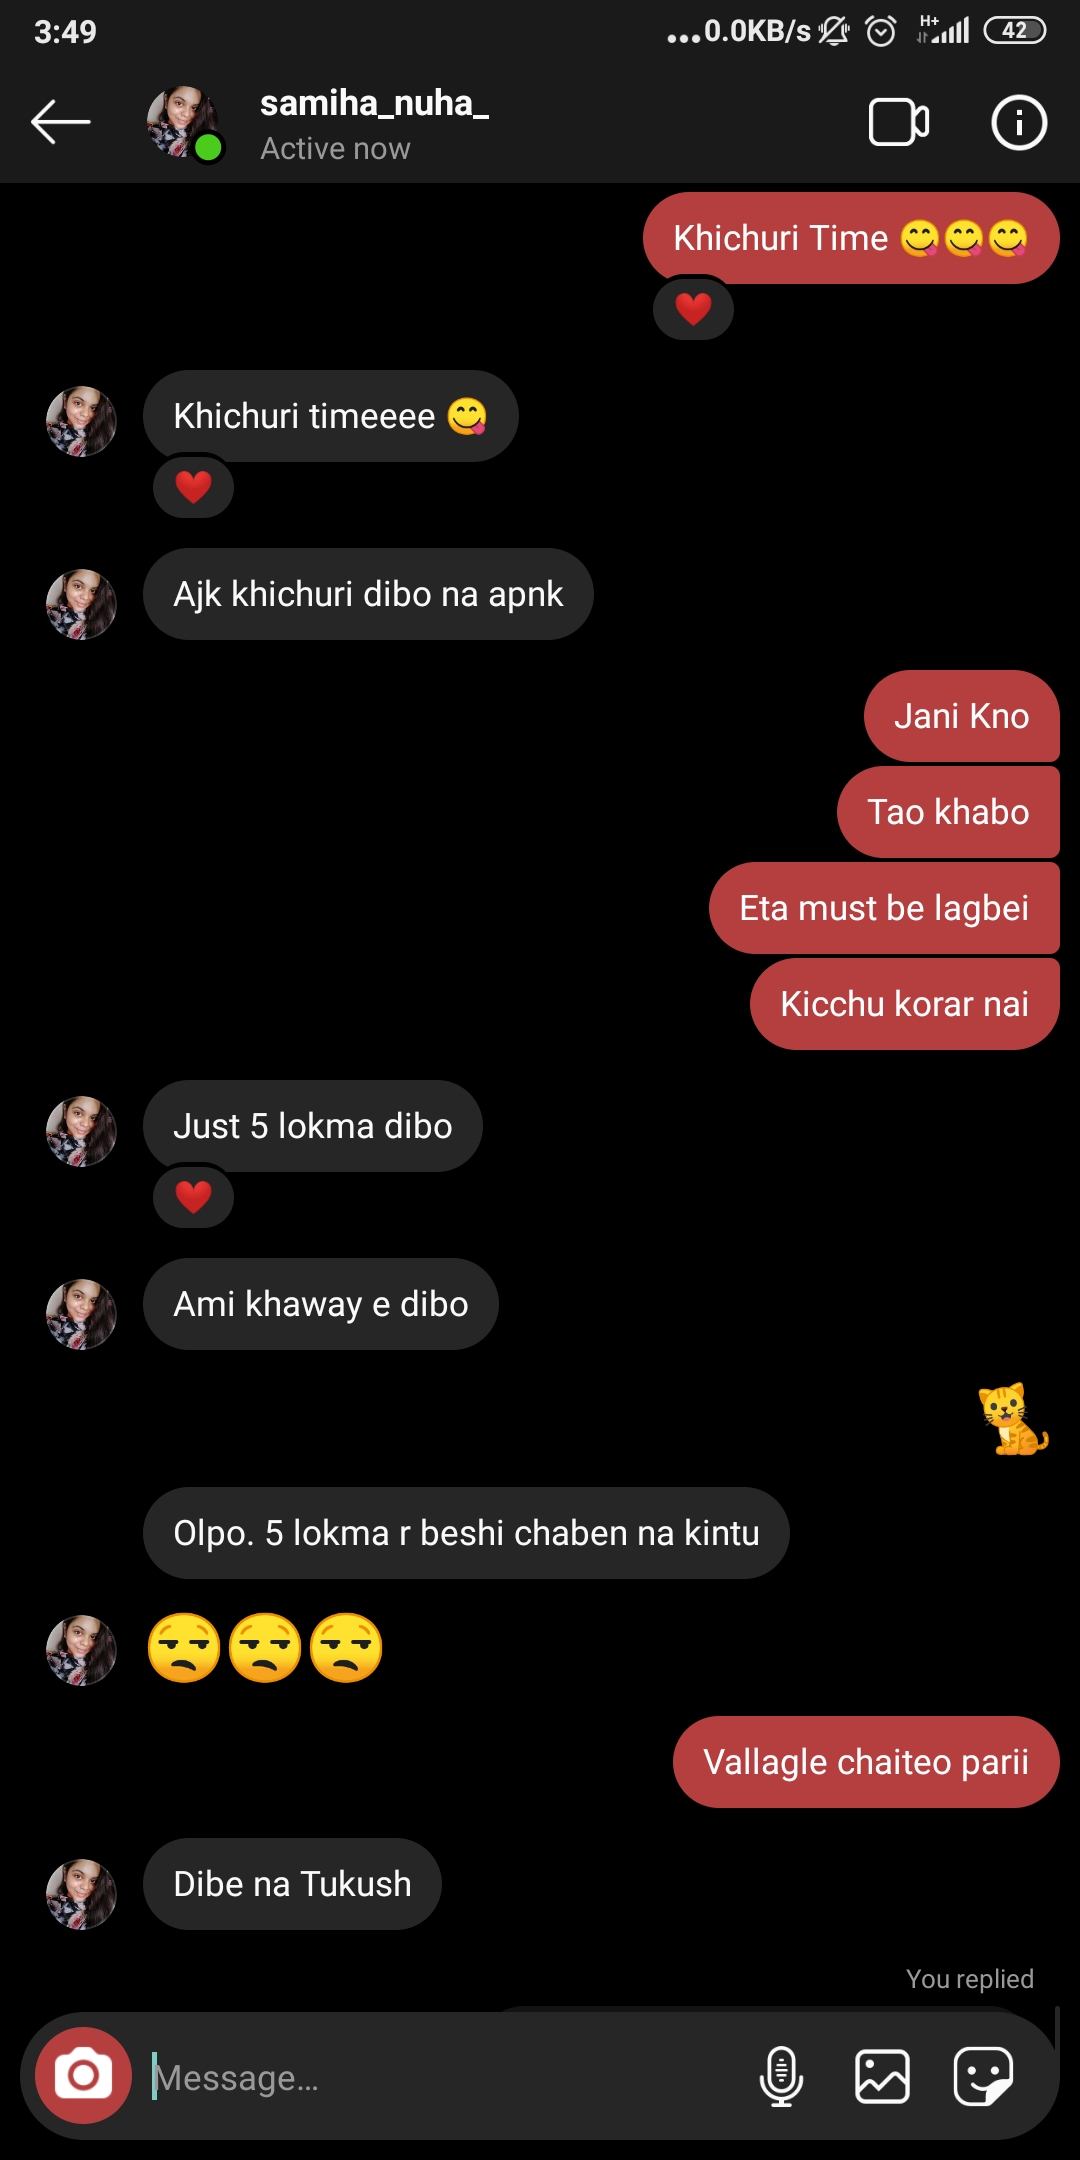 3:49
...0.0KB/s H+ 42
samiha_nuha_
Active now
Khichuri Time 😋😋😋
❤️
Khichuri timeeee 😋
❤️
Ajk khichuri dibo na apnk
Jani Kno
Tao khabo
Eta must be lagbei
Kicchu korar nai
Just 5 lokma dibo
❤️
Ami khaway e dibo
🐈
Olpo. 5 lokma r beshi chaben na kintu
😒😒😒
Vallagle chaiteo parii
Dibe na Tukush
You replied
Message...